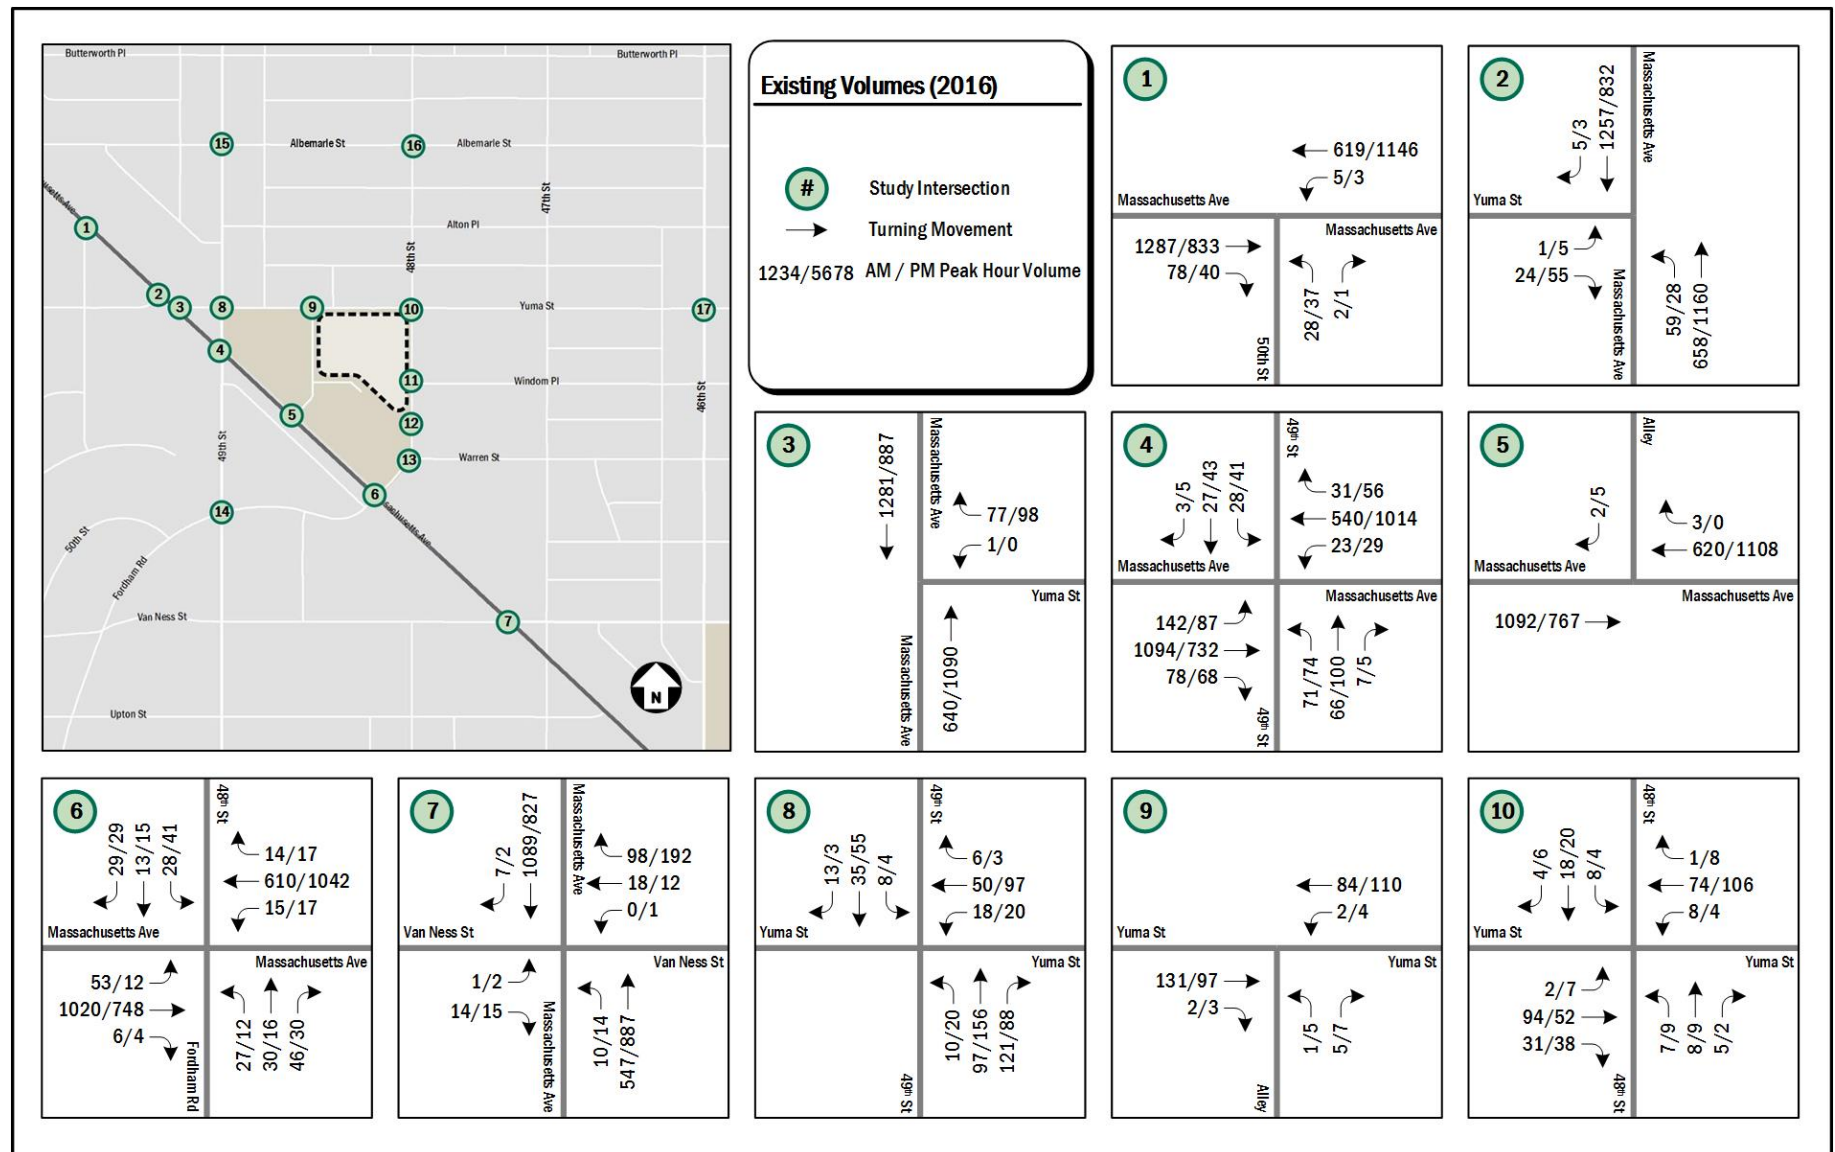 Butterworth Pl
Butterworth Pl
15
Albemarle St
16
Albemarle St
47th St
1
Alton Pl
48th St
2
3
8
9
10
Yuma St
17
4
11
Windom Pl
46th St
5
12
49th St
13
Warren St
6
14
50th St
Fordham Rd
Van Ness St
7
N
Upton St
Existing Volumes (2016)
# Study Intersection
Turning Movement
1234/5678 AM / PM Peak Hour Volume
1
619/1146
5/3
Massachusetts Ave
Massachusetts Ave
1287/833
78/40
28/37
2/1
50th St
2
5/3
1257/832
Massachusetts Ave
Yuma St
1/5
24/55
Massachusetts Ave
59/28
658/1160
3
1281/887
Massachusetts Ave
77/98
1/0
Yuma St
Massachusetts Ave
640/1090
4
3/5
27/43
28/41
49th St
31/56
540/1014
23/29
Massachusetts Ave
Massachusetts Ave
142/87
1094/732
78/68
49th St
71/74
66/100
7/5
5
2/5
Alley
3/0
620/1108
Massachusetts Ave
Massachusetts Ave
1092/767
6
29/29
13/15
28/41
48th St
14/17
610/1042
15/17
Massachusetts Ave
Massachusetts Ave
53/12
1020/748
6/4
Fordham Rd
27/12
30/16
46/30
7
7/2
1089/827
Massachusetts Ave
98/192
18/12
0/1
Van Ness St
Van Ness St
1/2
14/15
Massachusetts Ave
10/14
547/887
8
13/3
35/55
8/4
49th St
6/3
50/97
18/20
Yuma St
Yuma St
49th St
10/20
97/156
121/88
9
84/110
2/4
Yuma St
Yuma St
131/97
2/3
Alley
1/5
5/7
10
4/6
18/20
8/4
48th St
1/8
74/106
8/4
Yuma St
Yuma St
2/7
94/52
31/38
48th St
7/9
8/9
5/2